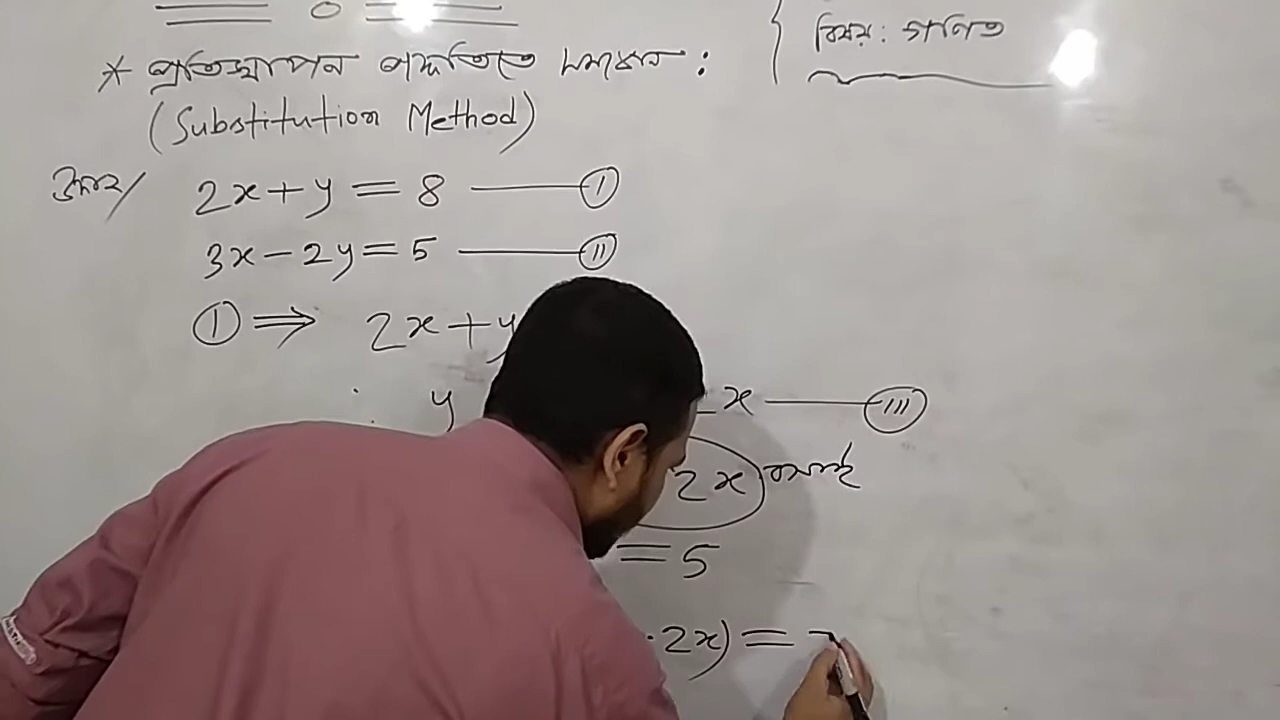 বিষয়: গণিত
* প্রতিস্থাপন পদ্ধতিতে সমাধান :
(Substitution Method)
2x + y = 8 —— (I)
3x - 2y = 5 —— (II)
(I) ⇒ 2x + y
y x —— (III)
2x বসাই
= 5
2x) =